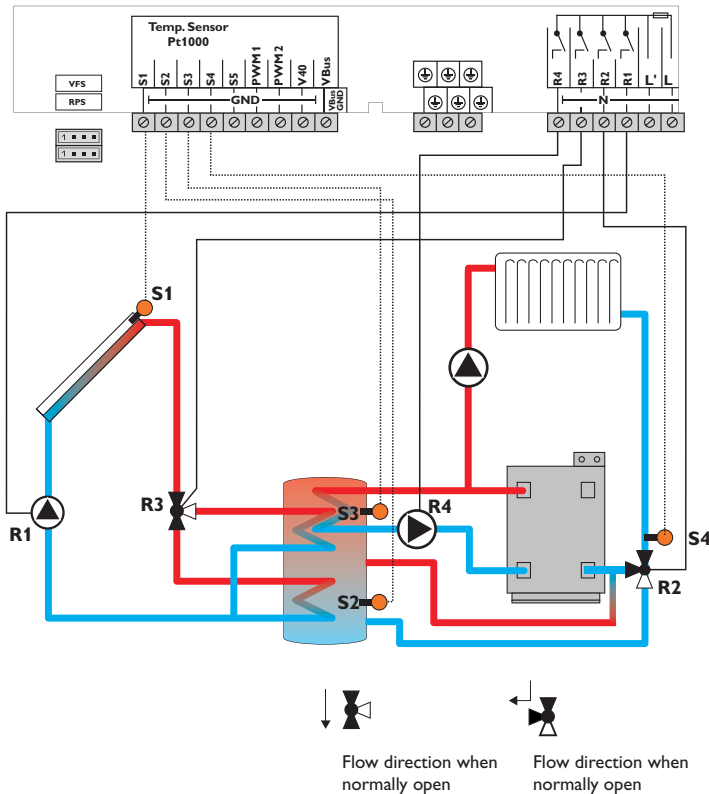 Temp. Sensor
Pt1000
VFS
RPS
S1
S2
S3
S4
S5
PWM1
PWM2
V40
VBus
GND
VBus
GND
R4
R3
R2
R1
L'
L
N
1
1
S1
R3
R1
S3
R4
S4
S2
R2
Flow direction when
normally open
Flow direction when
normally open